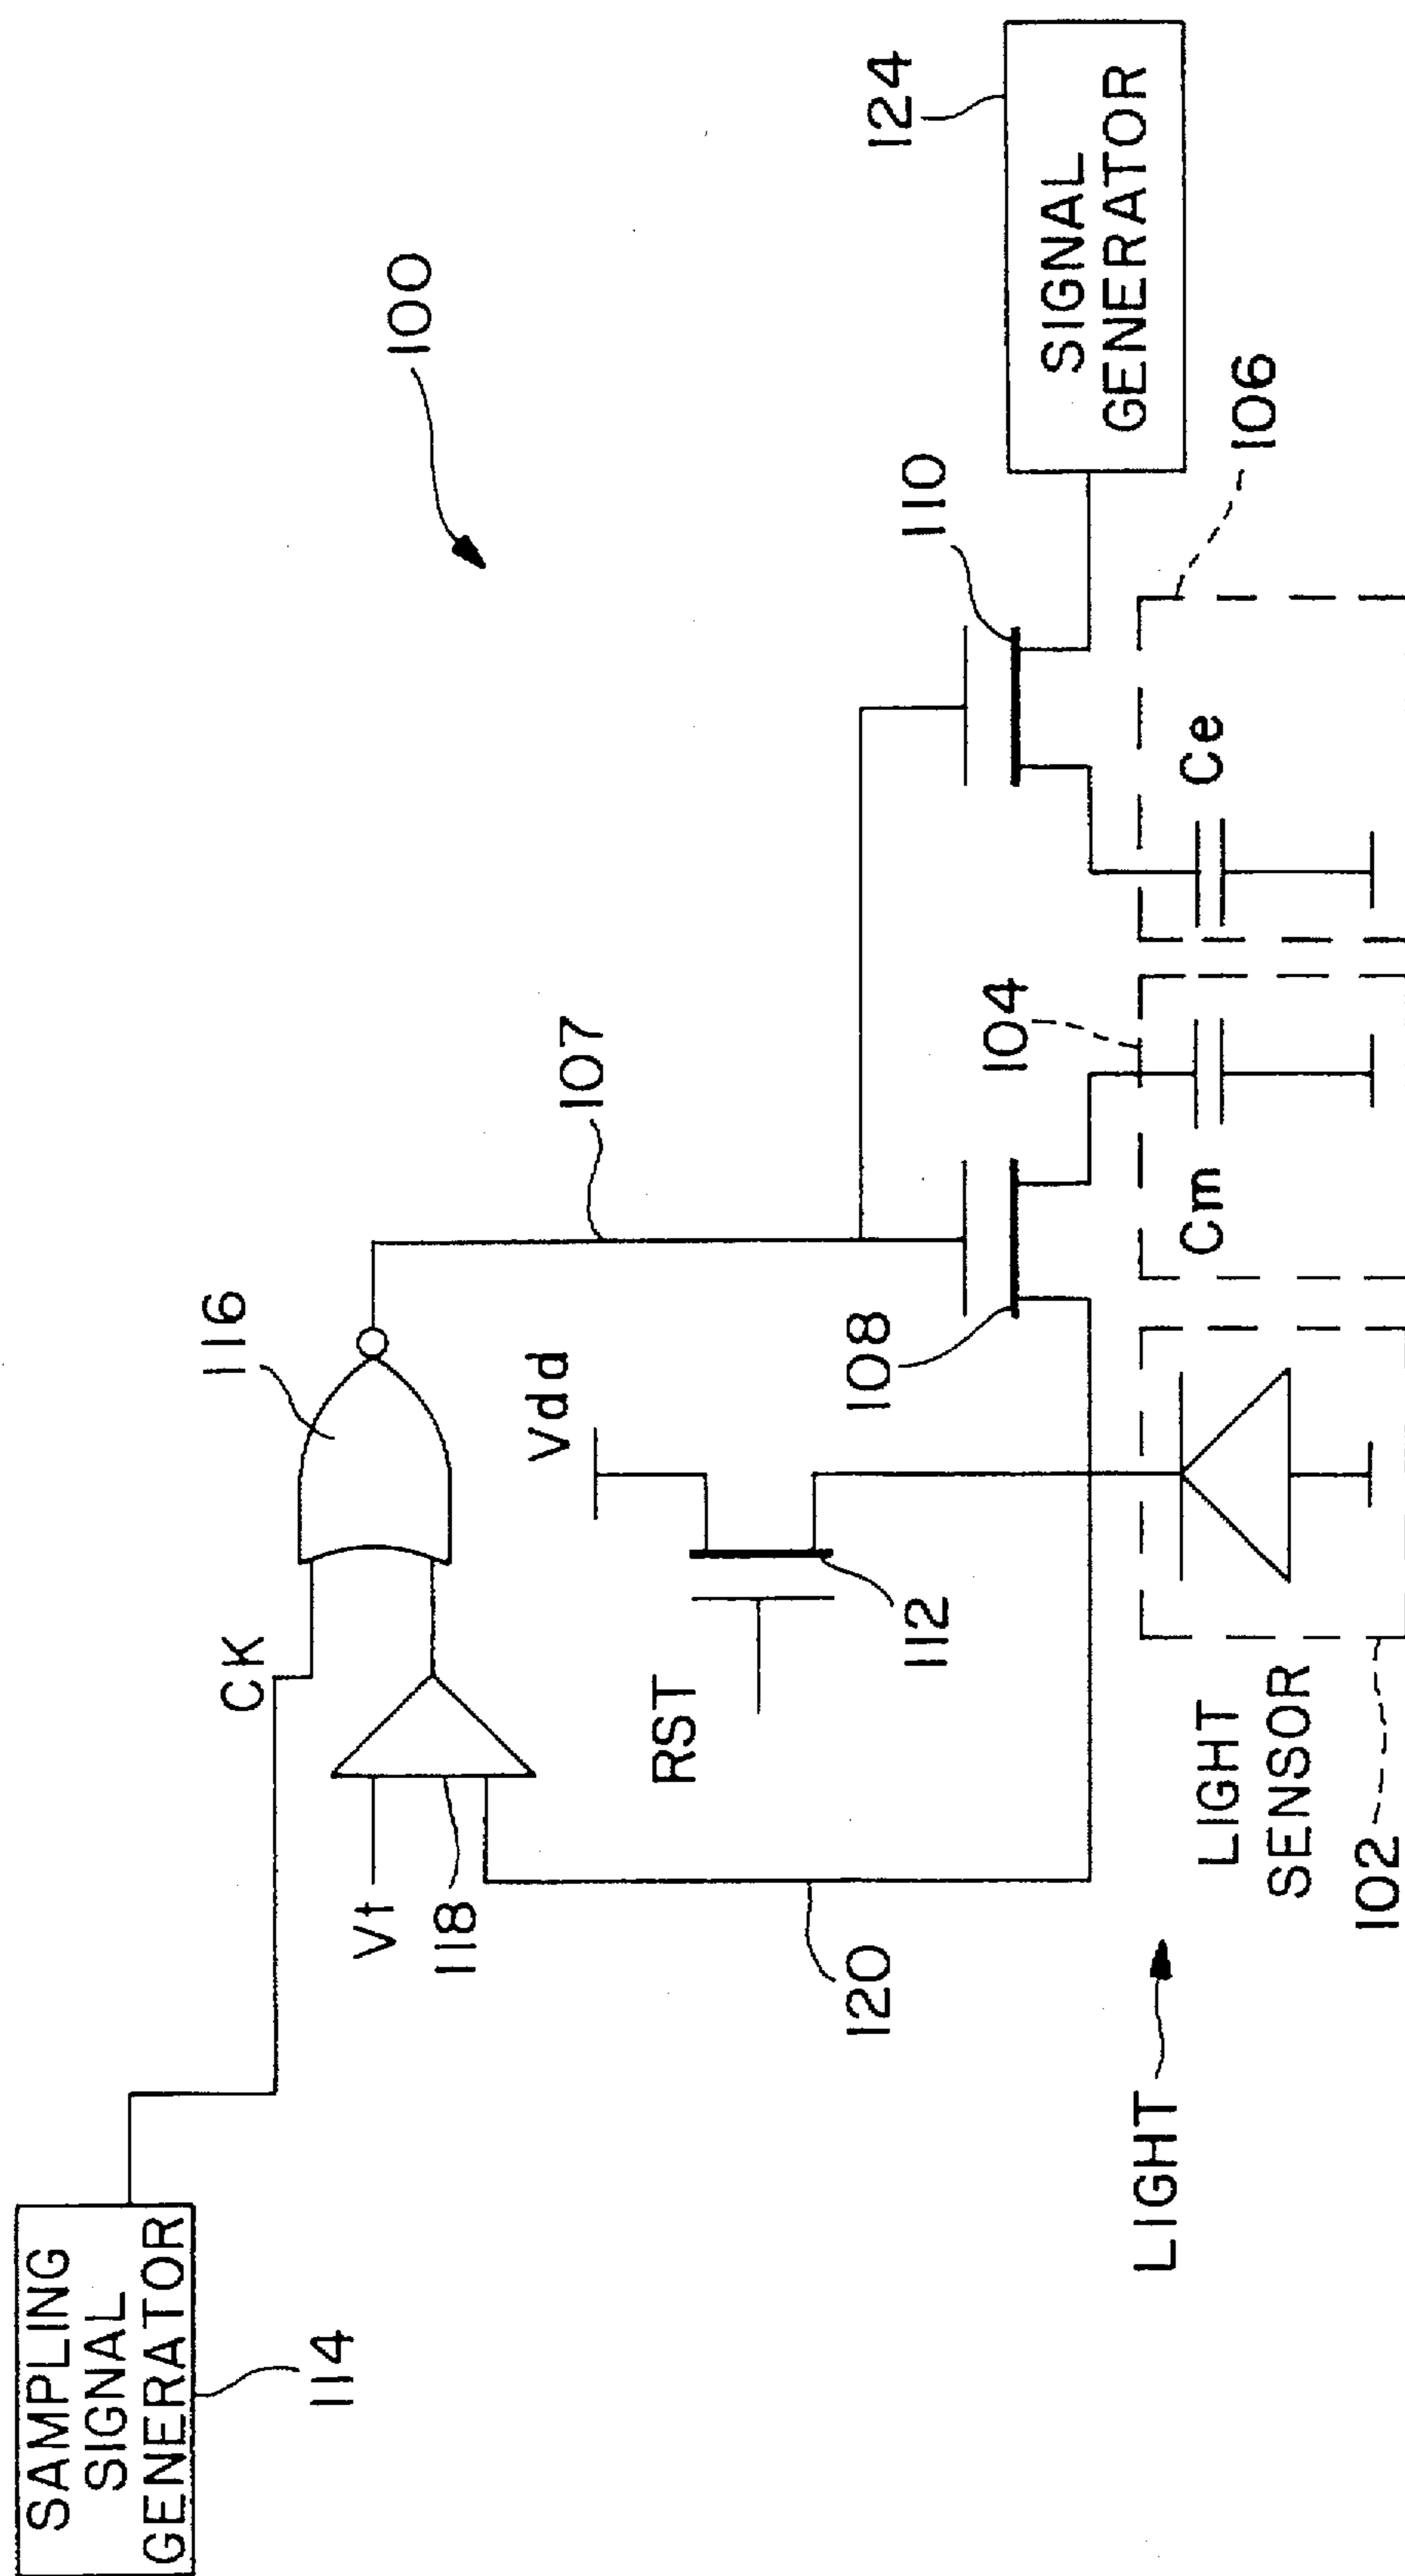 SAMPLING
SIGNAL
GENERATOR
114
CK
116
Vt
118
107
100
Vdd
RST
112
120
108
110
124
SIGNAL
GENERATOR
104
106
Cm
Ce
LIGHT
LIGHT
SENSOR
102